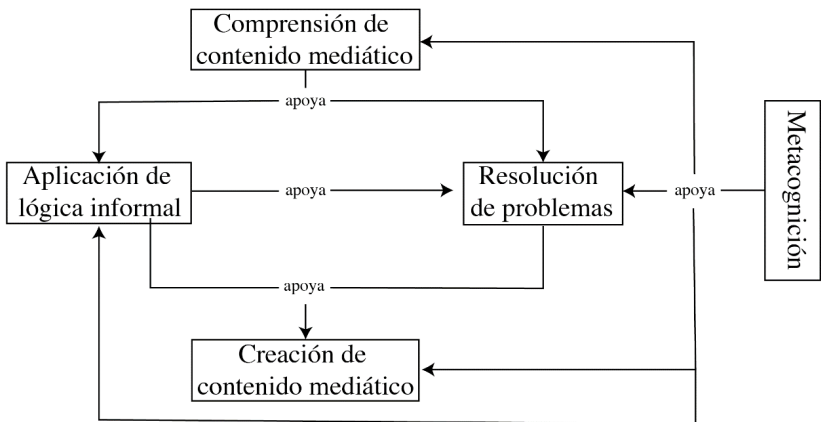 Comprensión de
contenido mediático
apoya
Aplicación de
lógica informal
apoya
Resolución
de problemas
apoya
Metacognición
apoya
Creación de
contenido mediático